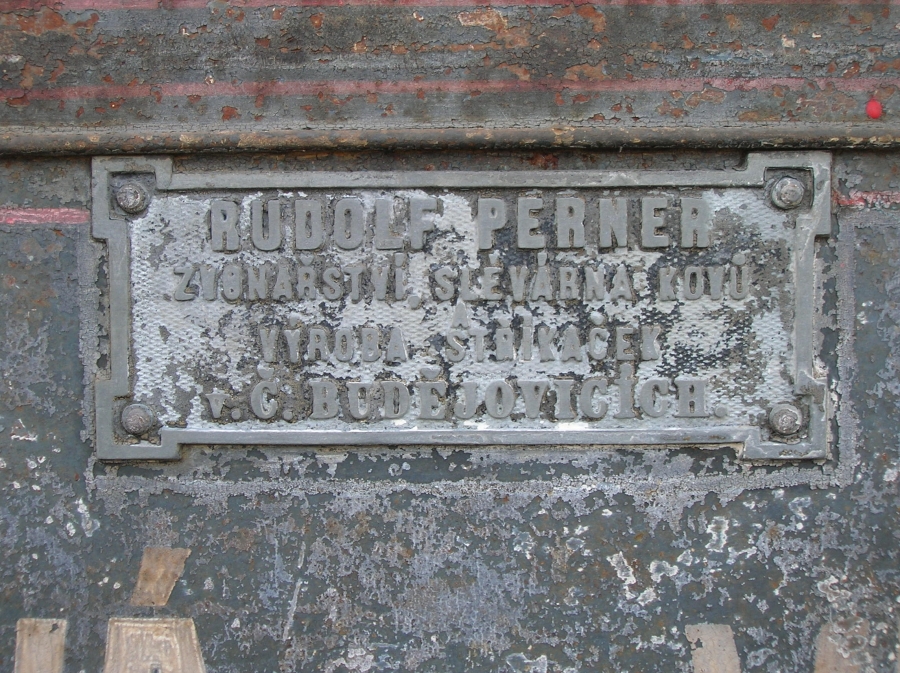 RUDOLF PERNER
ZVONAŘSTVÍ, SLÉVÁRNA KOVŮ
A
VÝROBA STŘÍKAČEK
v. Č. BUDĚJOVICÍCH.